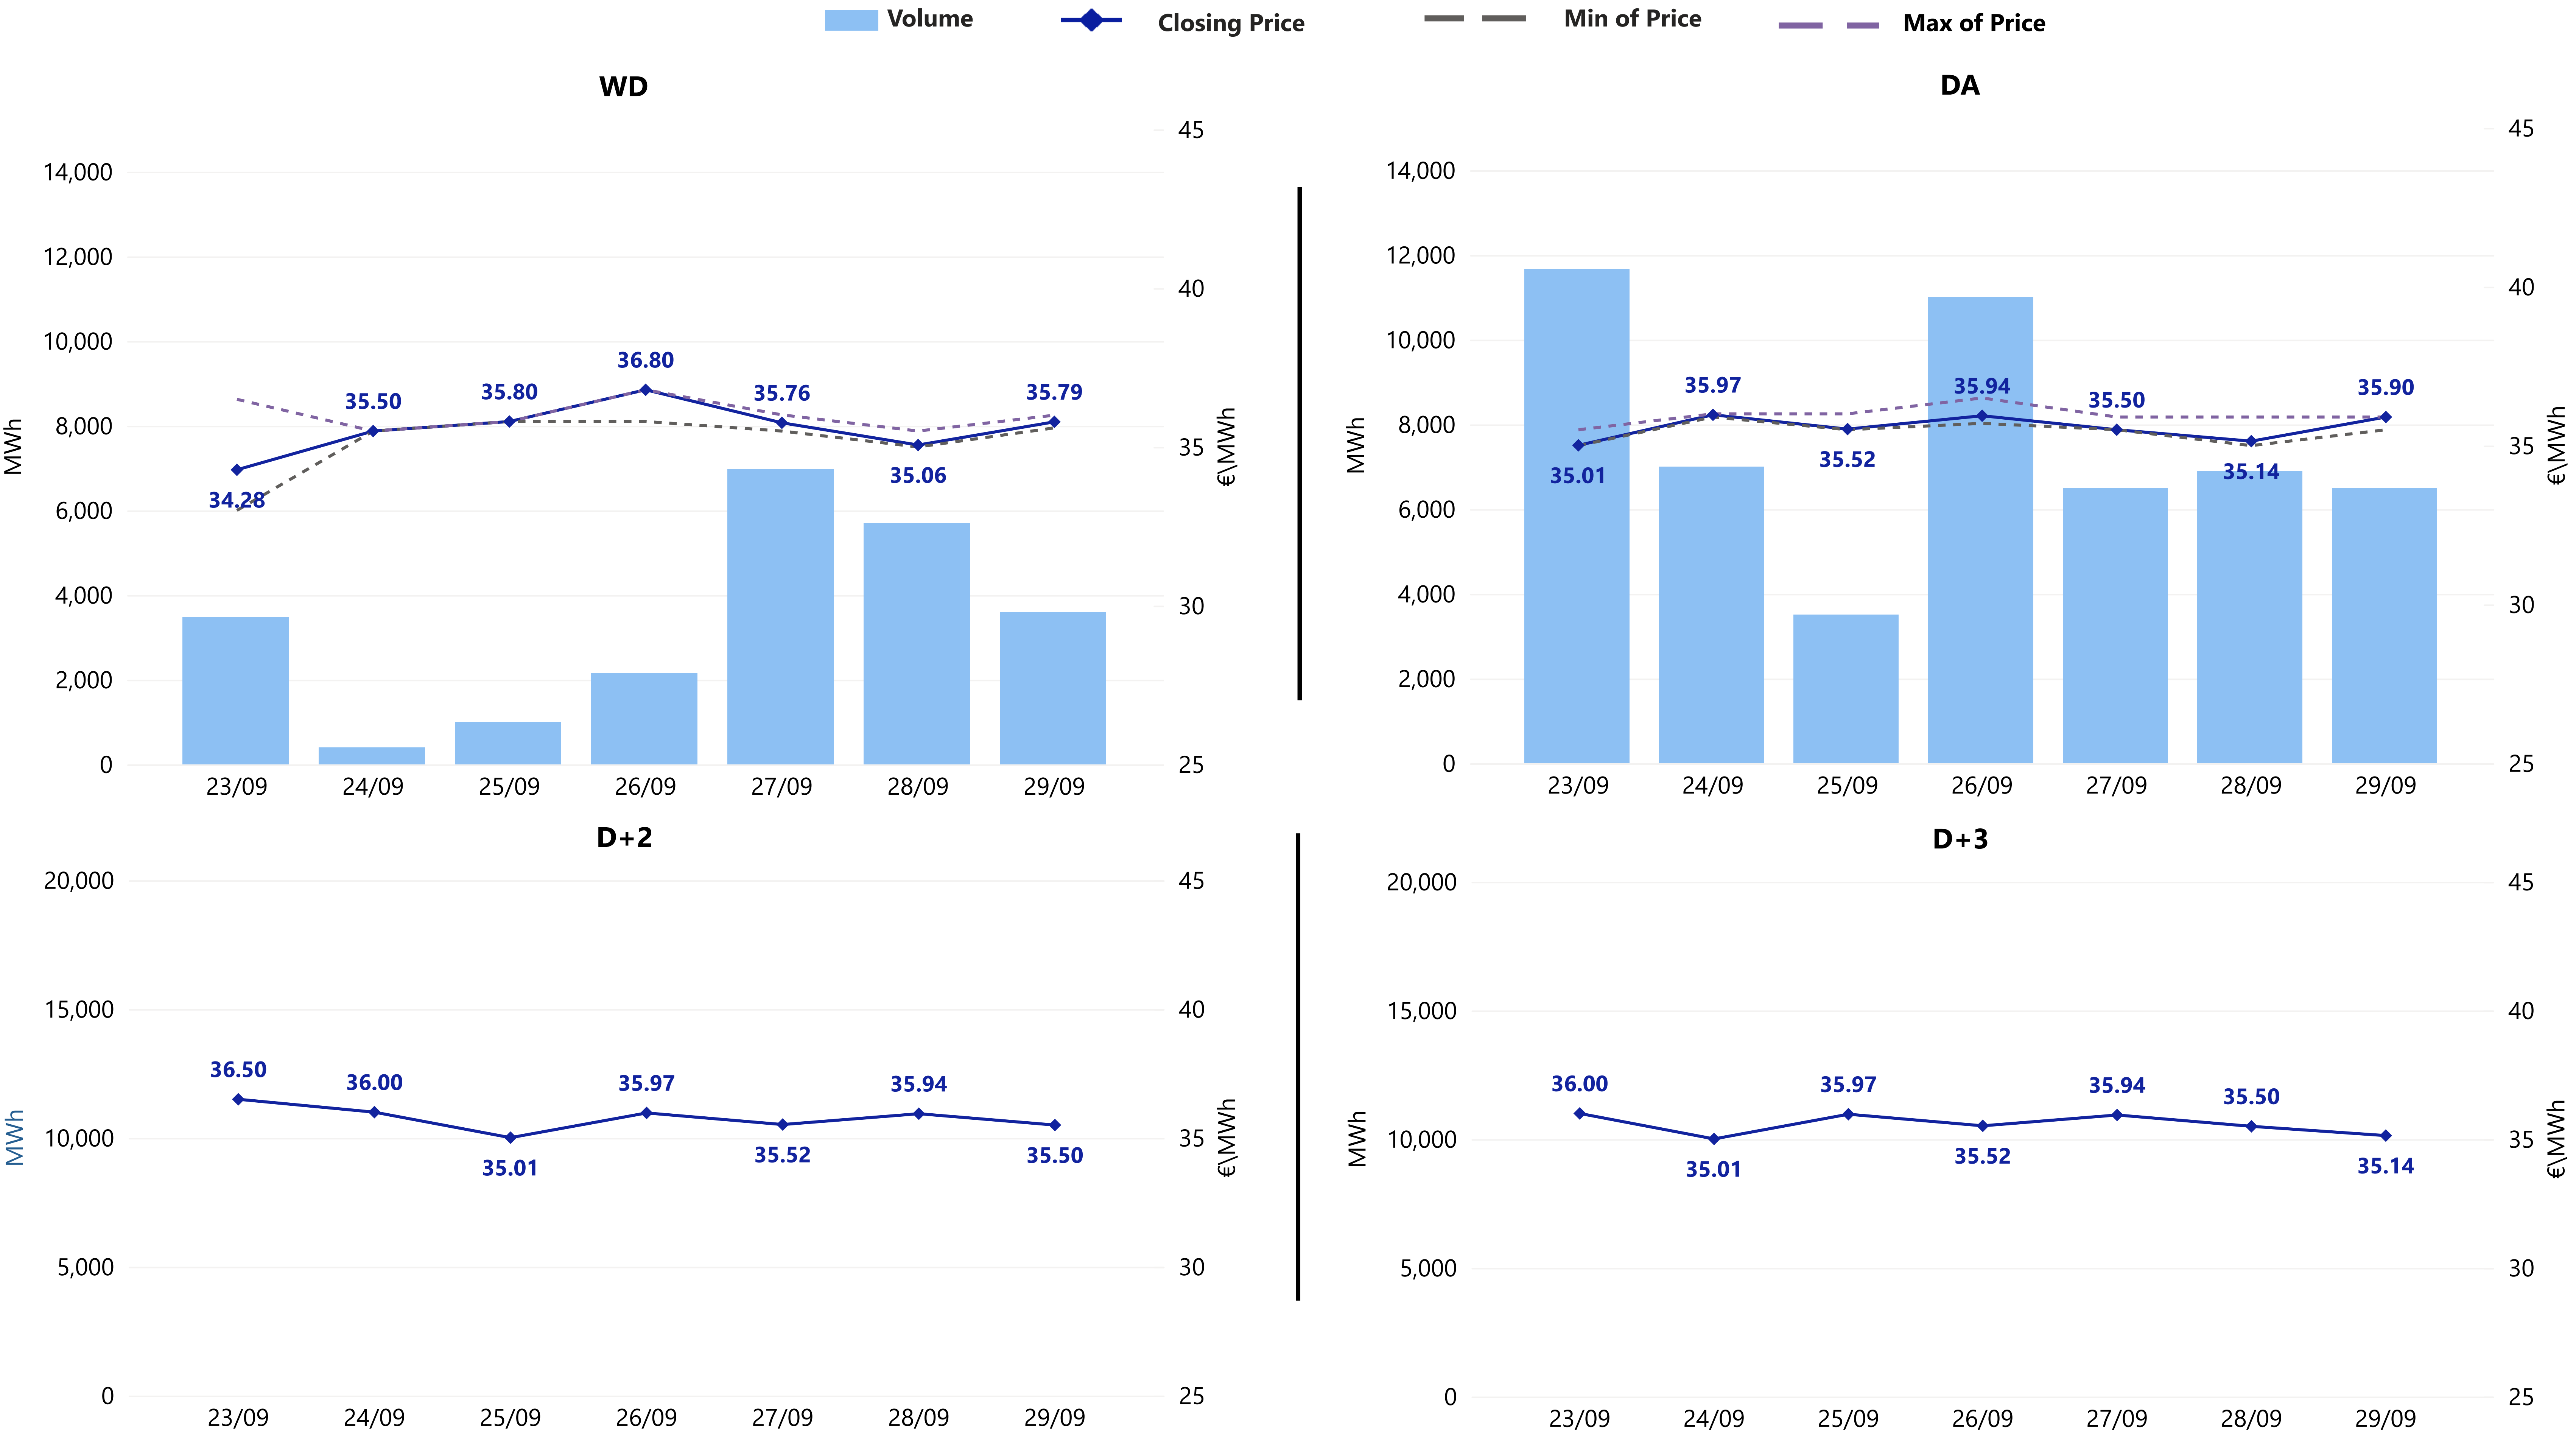 Volume Closing Price Min of Price Max of Price
WD
45
14,000
12,000
40
10,000
36.80
35.50 35.80 35.76 35.79
8,000
35
34.28 35.06
6,000
4,000
30
2,000
0 25
MWh
€\MWh
23/09 24/09 25/09 26/09 27/09 28/09 29/09
DA
45
14,000
12,000
40
10,000
35.97 35.94 35.50 35.90
8,000
35
35.01 35.52 35.14
6,000
4,000
30
2,000
0 25
MWh
€\MWh
23/09 24/09 25/09 26/09 27/09 28/09 29/09
D+2
20,000 45
15,000 40
36.50 36.00 35.97 35.94
10,000 35
35.01 35.52 35.50
5,000 30
0 25
MWh
€\MWh
23/09 24/09 25/09 26/09 27/09 28/09 29/09
D+3
20,000 45
15,000 40
36.00 35.97 35.94 35.50
10,000 35
35.01 35.52 35.14
5,000 30
0 25
MWh
€\MWh
23/09 24/09 25/09 26/09 27/09 28/09 29/09